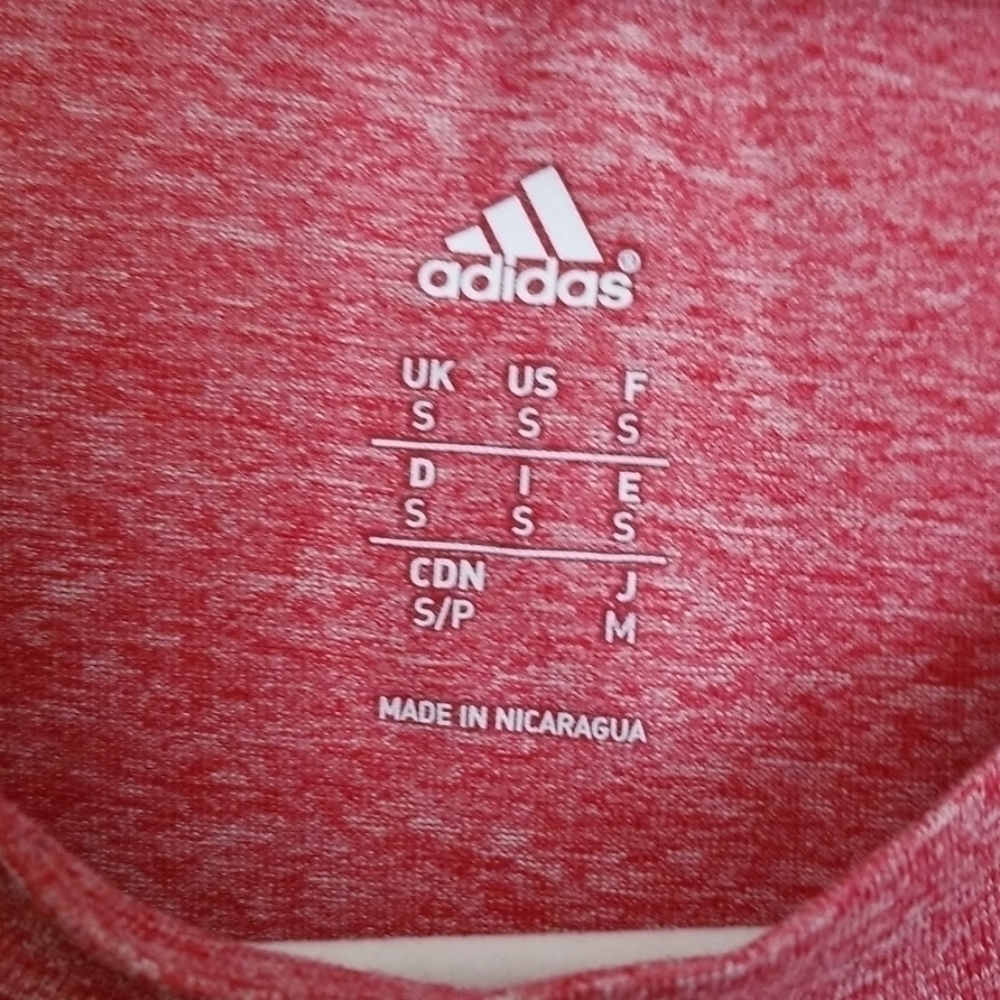 adidas®
UK US F
S S S
D I E
S S S
CDN J
S/P M
MADE IN NICARAGUA